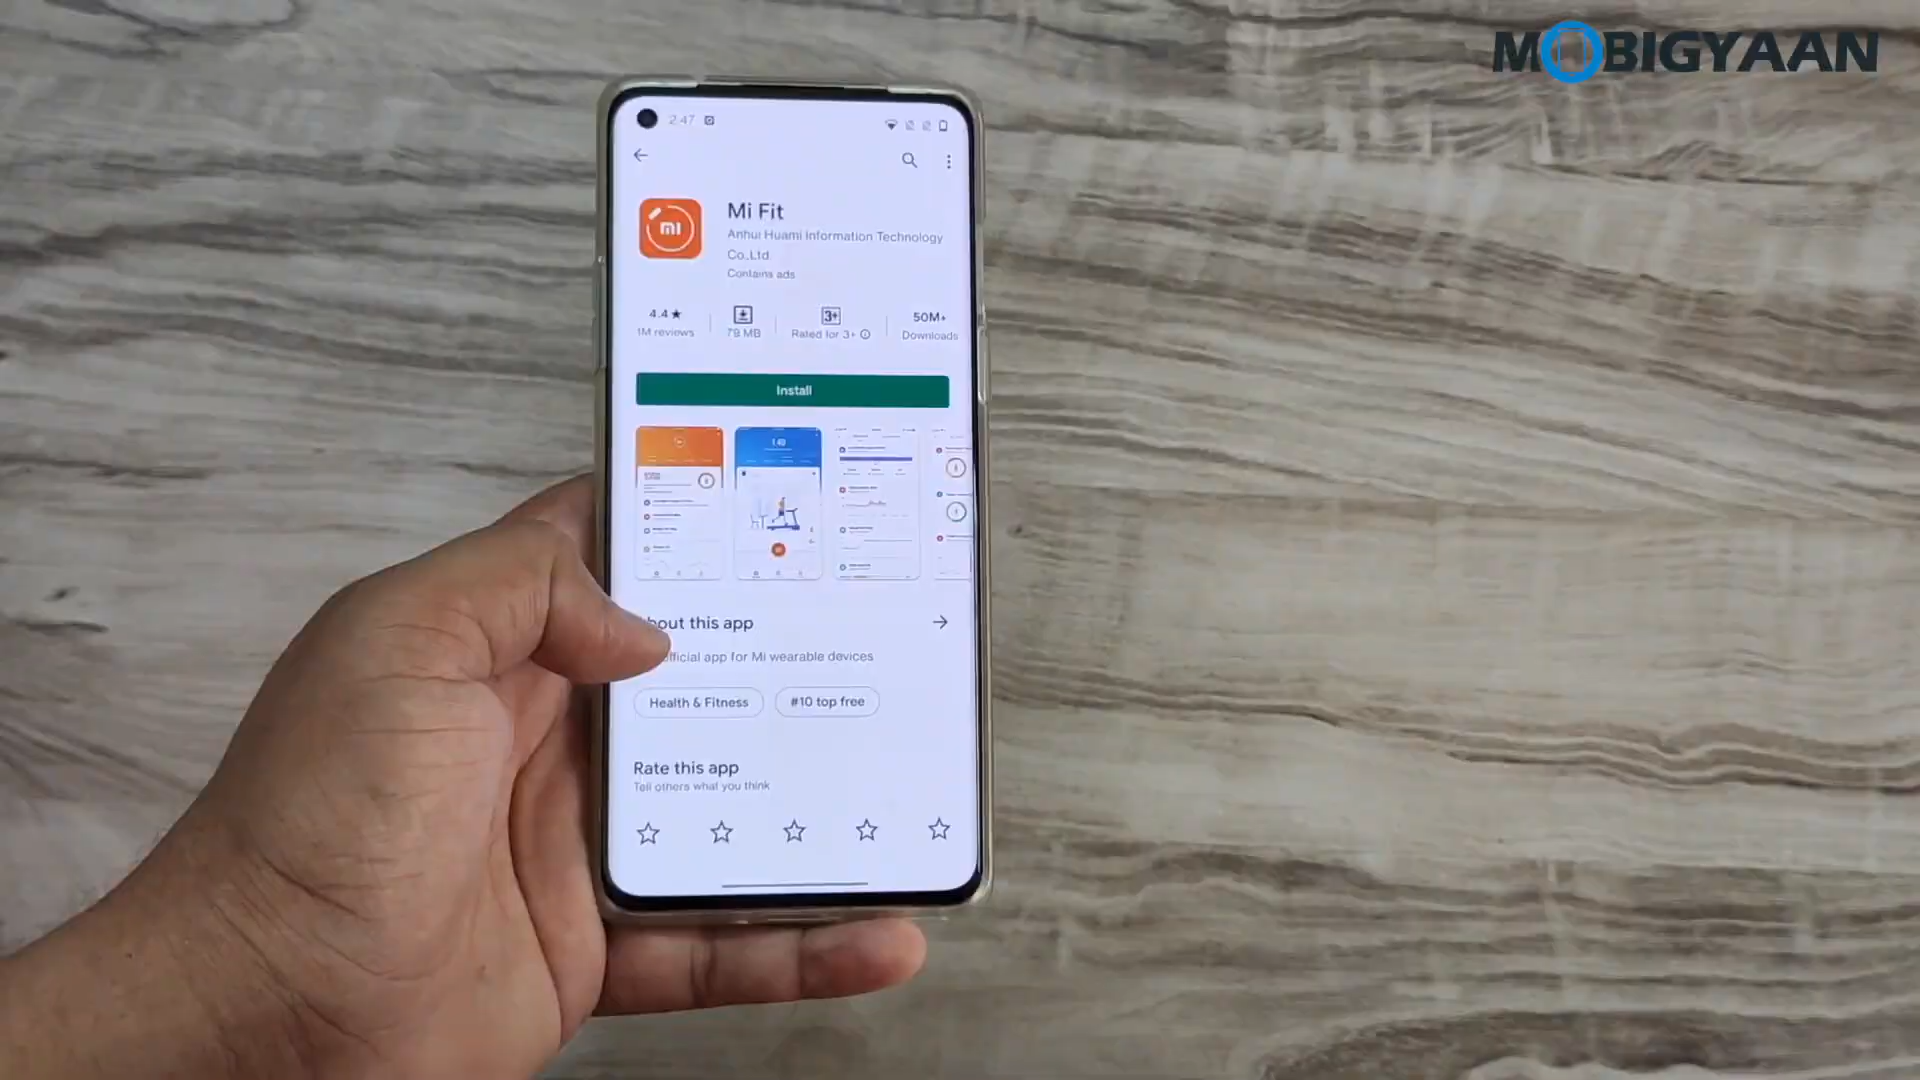 MOBIGYAAN
2:47
Mi Fit
mi
Anhui Huami Information Technology
Co.,Ltd.
Contains ads
4.4★
1M reviews
79 MB
3+
Rated for 3+
50M+
Downloads
Install
bout this app
official app for Mi wearable devices
Health & Fitness
#10 top free
Rate this app
Tell others what you think